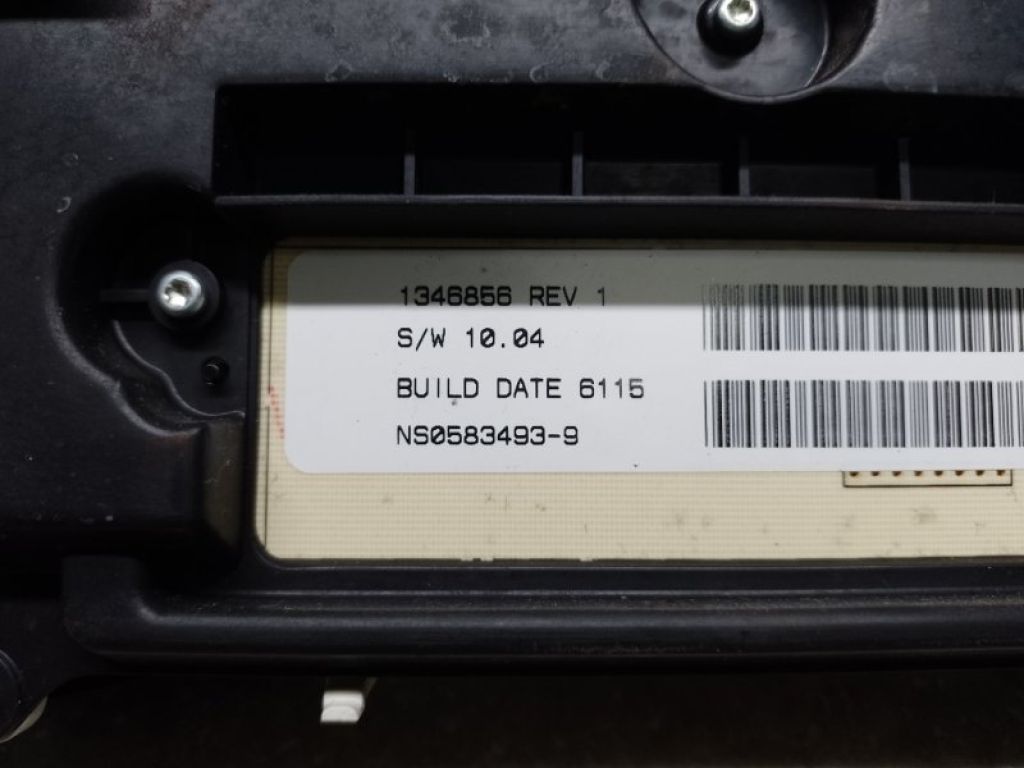 1346856 REV 1
S/W 10.04
BUILD DATE 6115
NS0583493-9